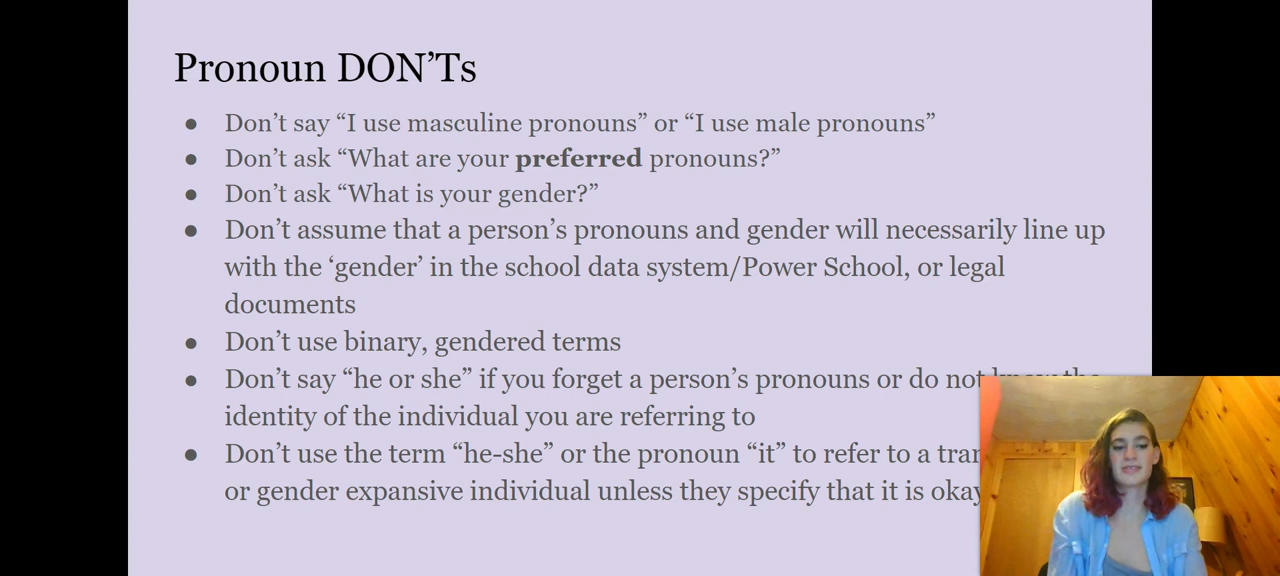 Pronoun DON’Ts
● Don’t say “I use masculine pronouns” or “I use male pronouns”
● Don’t ask “What are your preferred pronouns?”
● Don’t ask “What is your gender?”
● Don’t assume that a person’s pronouns and gender will necessarily line up
with the ‘gender’ in the school data system/Power School, or legal
documents
● Don’t use binary, gendered terms
● Don’t say “he or she” if you forget a person’s pronouns or do not know the
identity of the individual you are referring to
● Don’t use the term “he-she” or the pronoun “it” to refer to a
or gender expansive individual unless they specify that it is okay